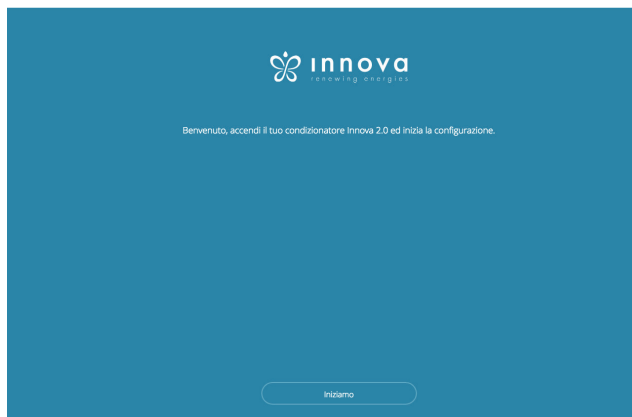 innova
renewing energies
Benvenuto, accendi il tuo condizionatore Innova 2.0 ed inizia la configurazione.
Iniziamo